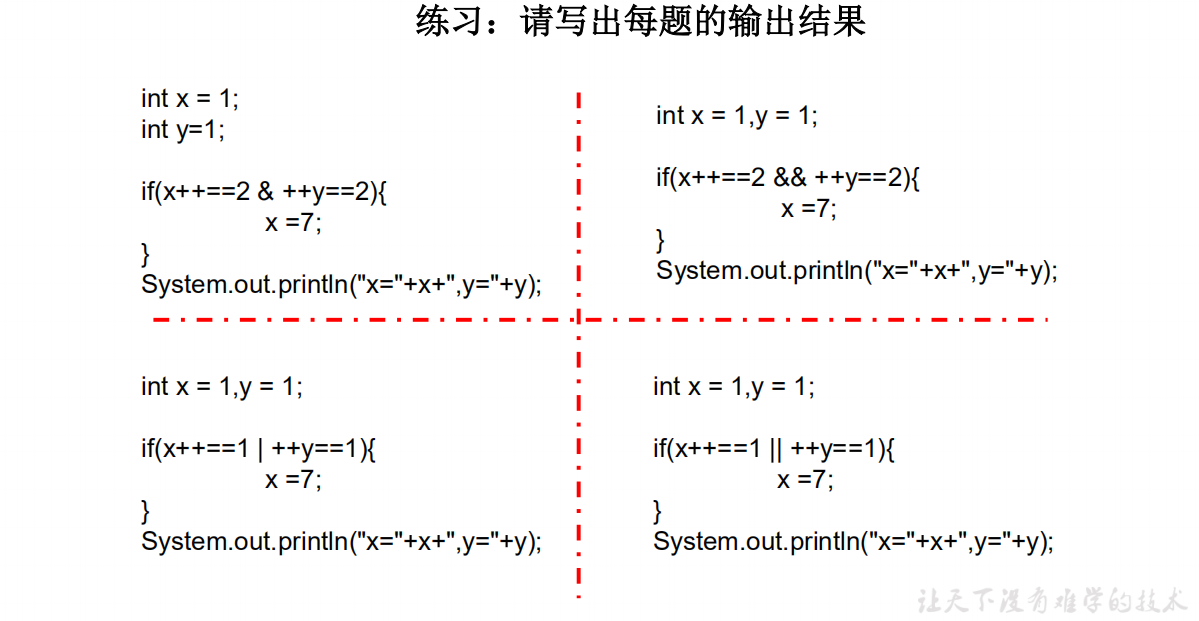 练习：请写出每题的输出结果
int x = 1;
int y=1;
if(x++==2 & ++y==2){
x =7;
}
System.out.println("x="+x+",y="+y);
int x = 1,y = 1;
if(x++==2 && ++y==2){
x =7;
}
System.out.println("x="+x+",y="+y);
int x = 1,y = 1;
if(x++==1 | ++y==1){
x =7;
}
System.out.println("x="+x+",y="+y);
int x = 1,y = 1;
if(x++==1 || ++y==1){
x =7;
}
System.out.println("x="+x+",y="+y);
让天下没有难学的技术